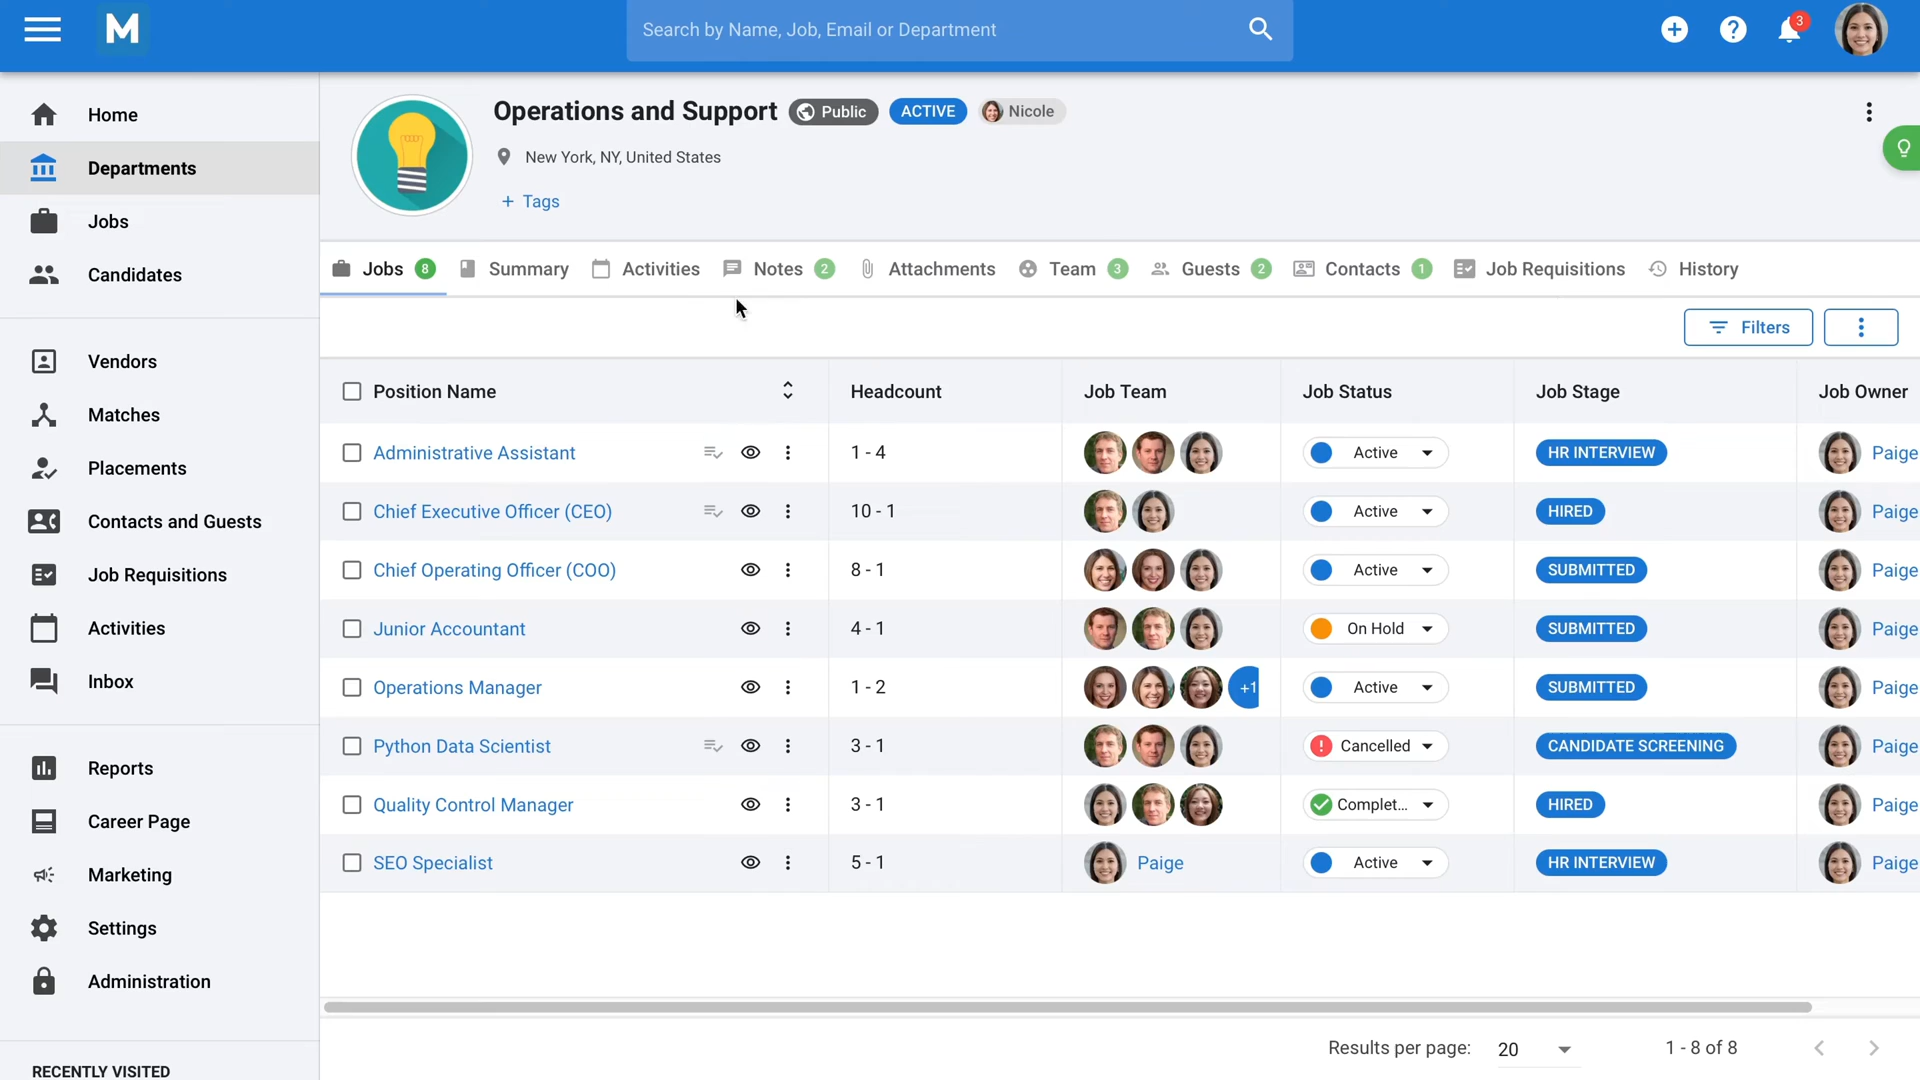 M
Search by Name, Job, Email or Department
3
Home
Departments
Jobs
Candidates
Vendors
Matches
Placements
Contacts and Guests
Job Requisitions
Activities
Inbox
Reports
Career Page
Marketing
Settings
Administration
RECENTLY VISITED
Operations and Support Public ACTIVE Nicole
New York, NY, United States
+ Tags
Jobs 8 Summary Activities Notes 2 Attachments Team 3 Guests 2 Contacts 1 Job Requisitions History
Filters
Position Name Headcount Job Team Job Status Job Stage Job Owner
Administrative Assistant 1 - 4 Active HR INTERVIEW Paige
Chief Executive Officer (CEO) 10 - 1 Active HIRED Paige
Chief Operating Officer (COO) 8 - 1 Active SUBMITTED Paige
Junior Accountant 4 - 1 On Hold SUBMITTED Paige
Operations Manager 1 - 2 +1 Active SUBMITTED Paige
Python Data Scientist 3 - 1 Cancelled CANDIDATE SCREENING Paige
Quality Control Manager 3 - 1 Complet... HIRED Paige
SEO Specialist 5 - 1 Paige Active HR INTERVIEW Paige
Results per page: 20 1 - 8 of 8